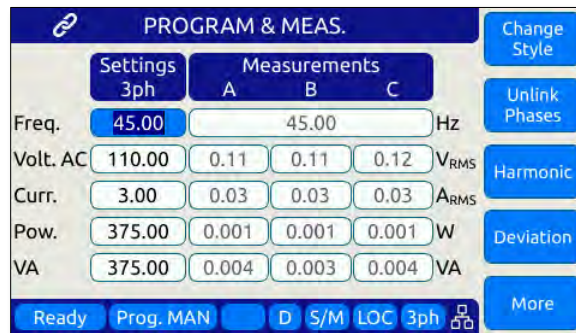 PROGRAM & MEAS.
Change
Style
Settings
3ph
Measurements
A B C
Unlink
Phases
Freq. 45.00 45.00 Hz
Volt. AC 110.00 0.11 0.11 0.12 VRMS
Harmonic
Curr. 3.00 0.03 0.03 0.03 ARMS
Pow. 375.00 0.001 0.001 0.001 W
Deviation
VA 375.00 0.004 0.003 0.004 VA
More
Ready Prog. MAN D S/M LOC 3ph